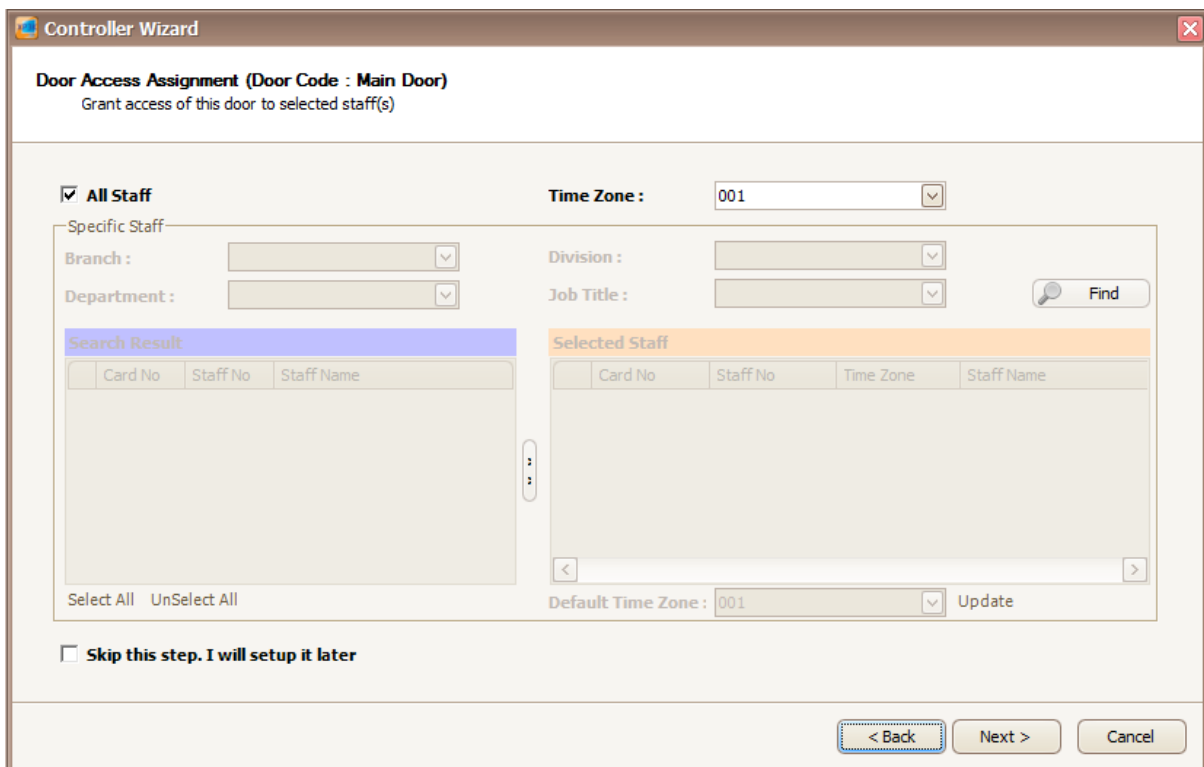 Controller Wizard
Door Access Assignment (Door Code : Main Door)
Grant access of this door to selected staff(s)
All Staff
Time Zone : 001
Specific Staff
Branch :
Division :
Department :
Job Title :
Find
Search Result
Selected Staff
Card No Staff No Staff Name
Card No Staff No Time Zone Staff Name
Select All UnSelect All
Default Time Zone : 001 Update
Skip this step. I will setup it later
< Back Next > Cancel